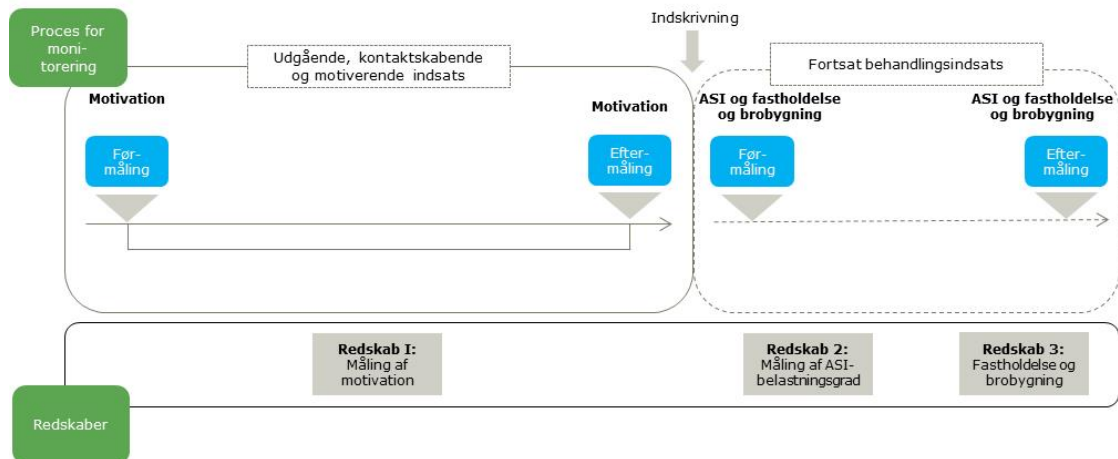 Proces for
moni-
torering
Indskrivning
Udgående, kontaktskabende
og motiverende indsats
Fortsat behandlingsindsats
Motivation
Motivation
ASI og fastholdelse
og brobygning
ASI og fastholdelse
og brobygning
Før-
måling
Efter-
måling
Før-
måling
Efter-
måling
Redskab I:
Måling af
motivation
Redskab 2:
Måling af ASI-
belastningsgrad
Redskab 3:
Fastholdelse og
brobygning
Redskaber